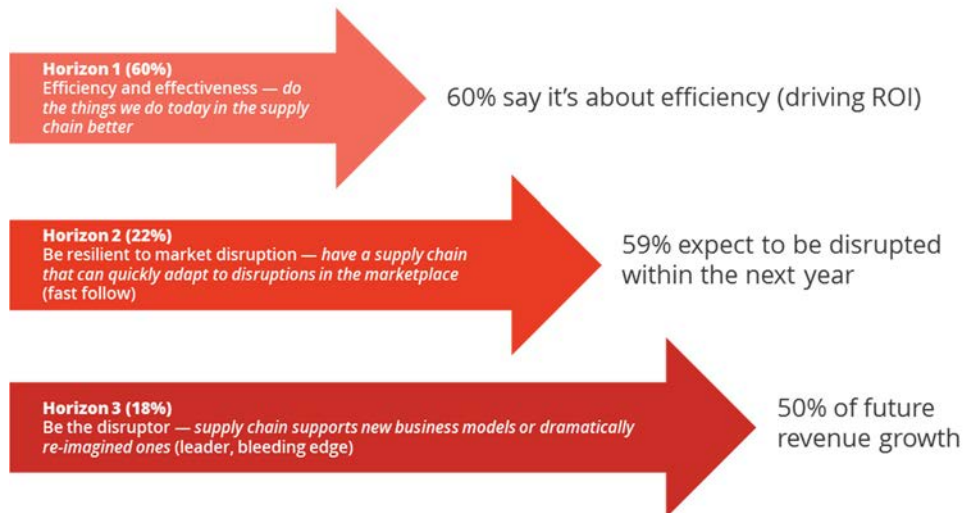 Horizon 1 (60%)
Efficiency and effectiveness — do
the things we do today in the supply
chain better
60% say it's about efficiency (driving ROI)
Horizon 2 (22%)
Be resilient to market disruption — have a supply chain
that can quickly adapt to disruptions in the marketplace
(fast follow)
59% expect to be disrupted
within the next year
Horizon 3 (18%)
Be the disruptor — supply chain supports new business models or dramatically
re-imagined ones (leader, bleeding edge)
50% of future
revenue growth